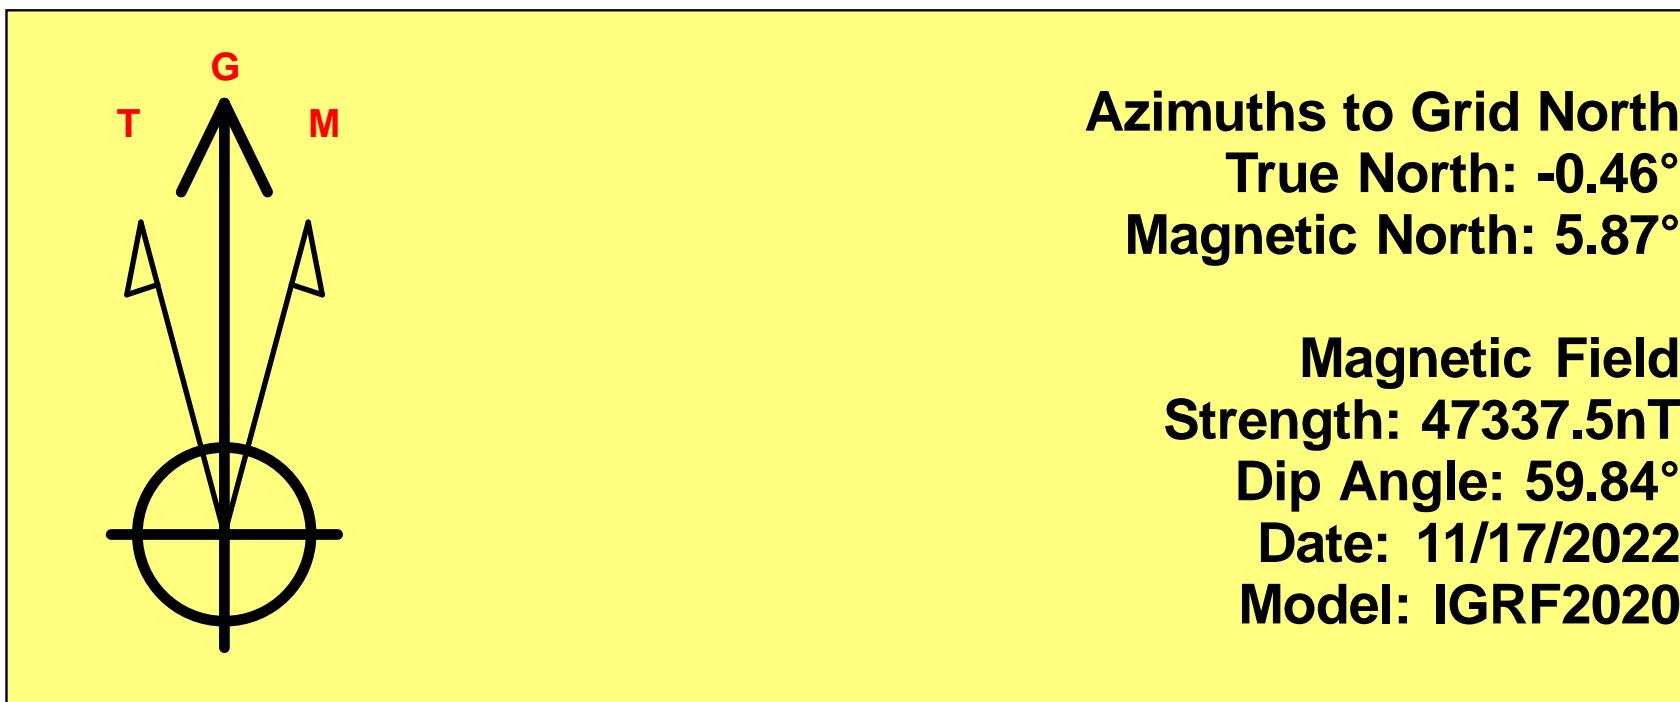 G
T M
Azimuths to Grid North
True North: -0.46°
Magnetic North: 5.87°
Magnetic Field
Strength: 47337.5nT
Dip Angle: 59.84°
Date: 11/17/2022
Model: IGRF2020